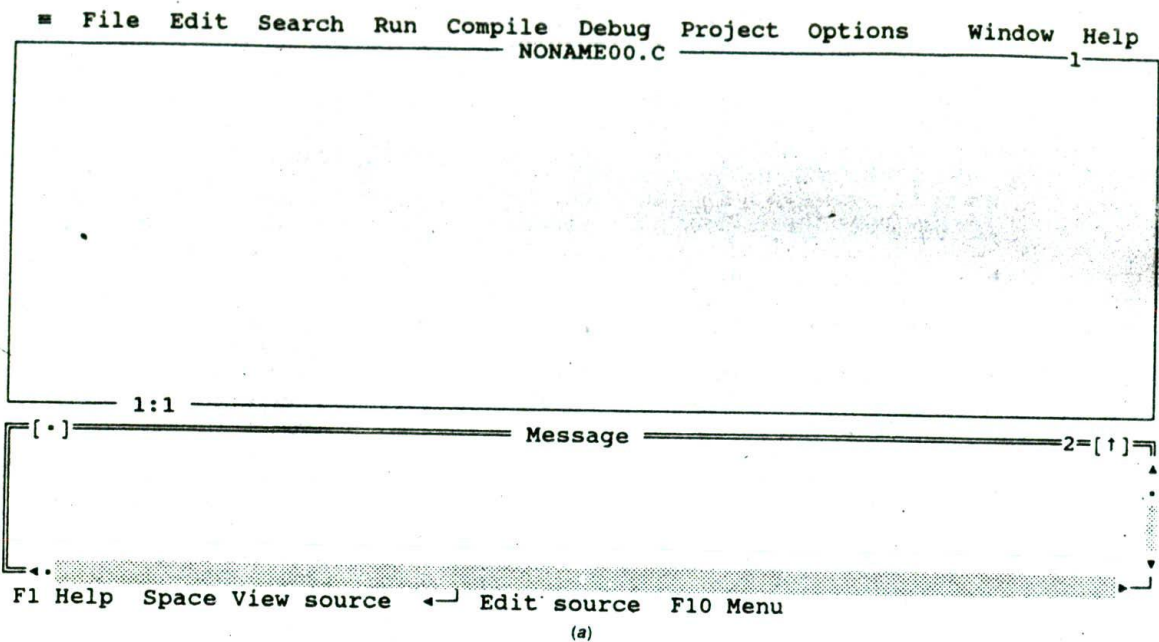 ≡ File Edit Search Run Compile Debug Project Options Window Help
NONAME00.C 1
1:1
[•] Message 2=[↑]
F1 Help Space View source ◄─┘ Edit source F10 Menu
(a)